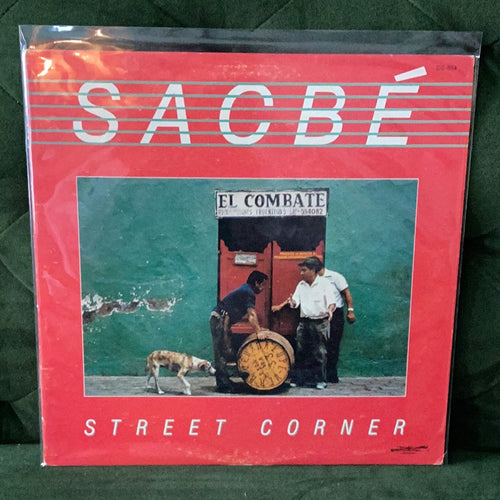 SACBÉ
EL COMBATE
STREET CORNER